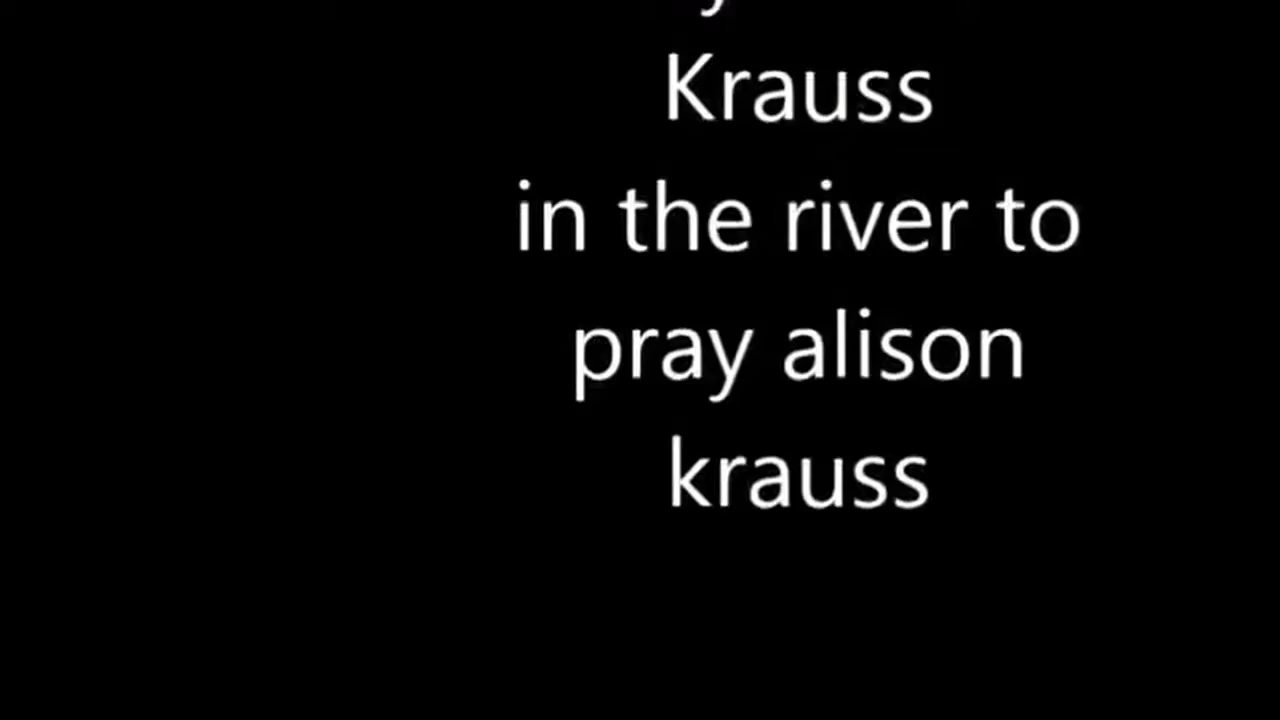 Krauss
in the river to
pray alison
krauss